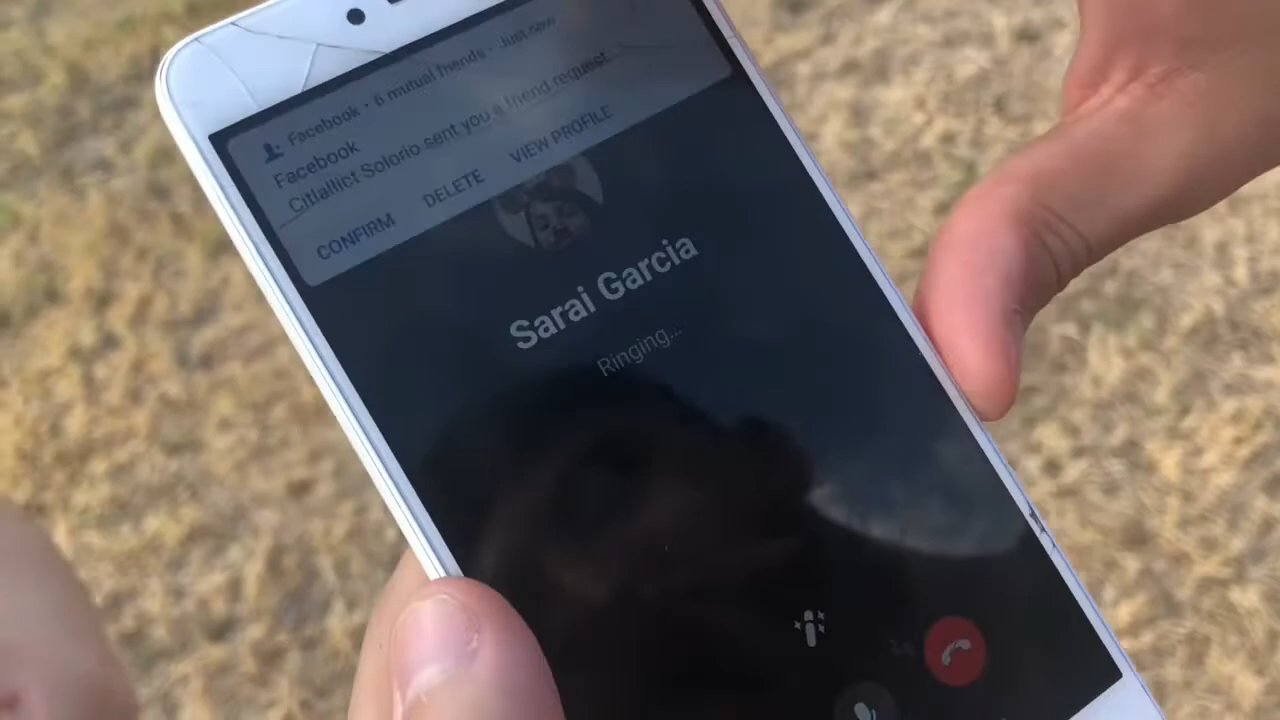 Facebook • 6 mutual friends • Just now
Facebook
Citlallict Solorio sent you a friend request...
CONFIRM DELETE VIEW PROFILE
Sarai Garcia
Ringing...